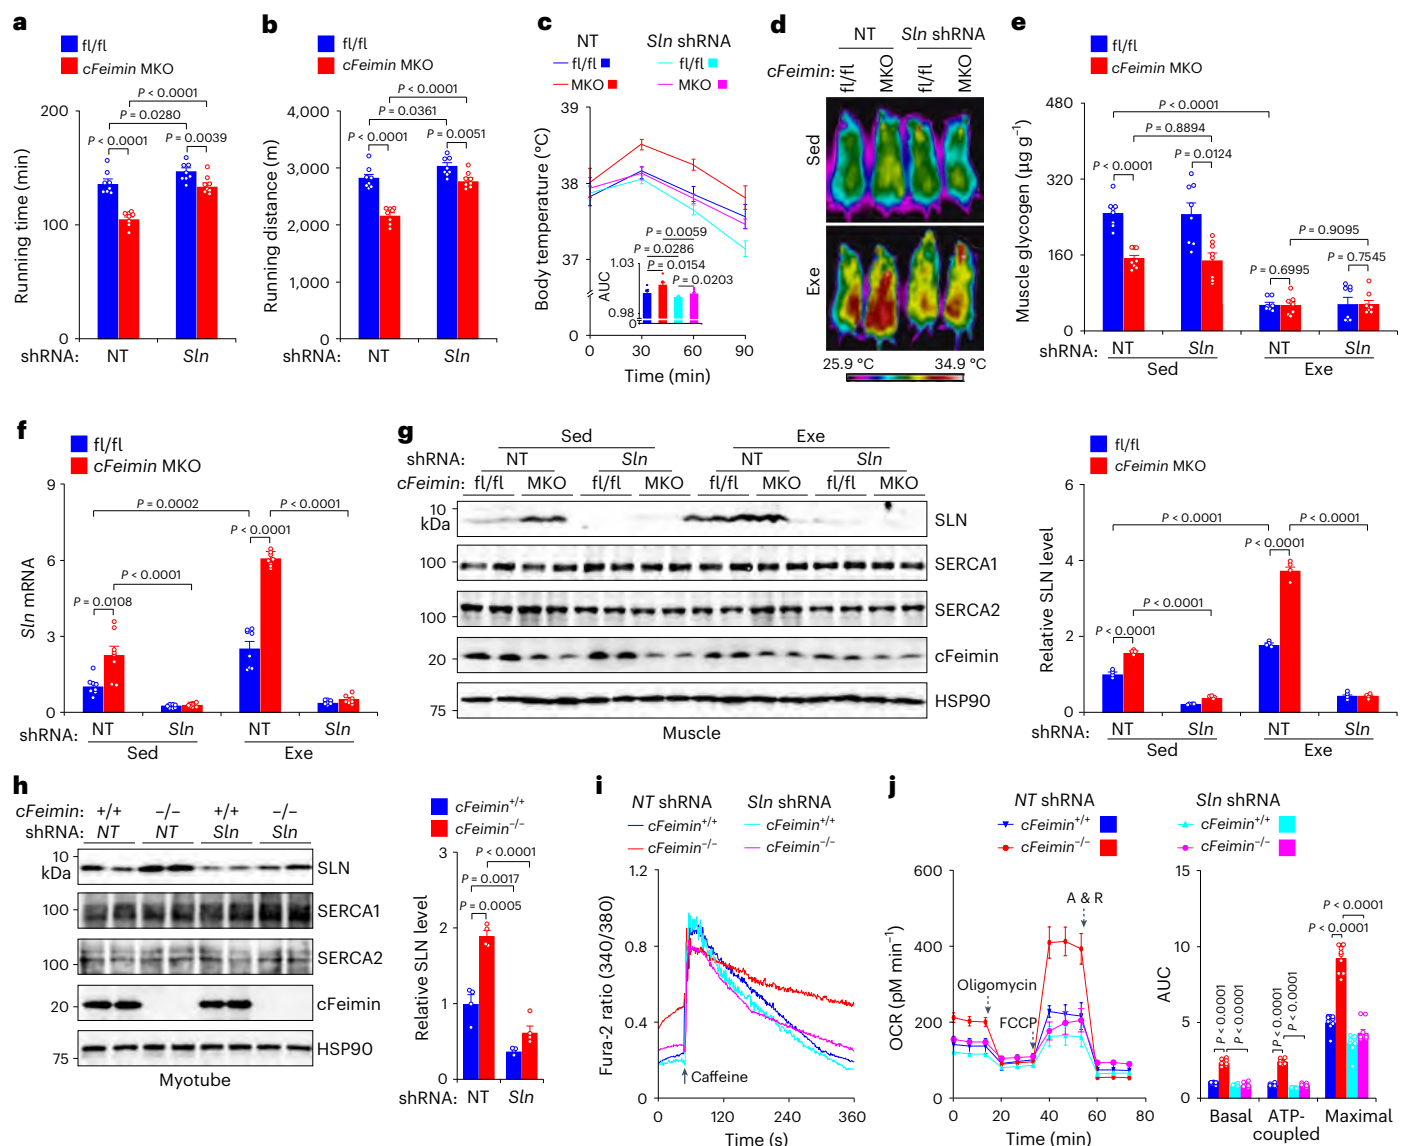 a
fl/fl
cFeimin MKO
P < 0.0001
P = 0.0280
P < 0.0001
P = 0.0039
200
100
0
Running time (min)
shRNA: NT Sln
b
fl/fl
cFeimin MKO
P < 0.0001
P = 0.0361
P < 0.0001
P = 0.0051
4,000
3,000
2,000
1,000
0
Running distance (m)
shRNA: NT Sln
c
NT Sln shRNA
fl/fl fl/fl
MKO MKO
39
38
37
0
Body temperature (°C)
P = 0.0059
P = 0.0286
P = 0.0154
P = 0.0203
1.03
0.98
0
AUC
0 30 60 90
Time (min)
d
NT Sln shRNA
cFeimin: fl/fl MKO fl/fl MKO
Sed
Exe
25.9 °C 34.9 °C
e
fl/fl
cFeimin MKO
480
320
160
0
Muscle glycogen (µg g−1)
P < 0.0001
P = 0.8894
P < 0.0001
P = 0.0124
P = 0.9095
P = 0.6995
P = 0.7545
shRNA: NT Sln NT Sln
Sed Exe
f
fl/fl
cFeimin MKO
9
6
3
0
Sln mRNA
P = 0.0002
P < 0.0001
P < 0.0001
P < 0.0001
P = 0.0108
shRNA: NT Sln NT Sln
Sed Exe
g
Sed Exe
shRNA: NT Sln NT Sln
cFeimin: fl/fl MKO fl/fl MKO fl/fl MKO fl/fl MKO
10
kDa
SLN
100 SERCA1
100 SERCA2
20 cFeimin
75 HSP90
Muscle
fl/fl
cFeimin MKO
6
4
2
0
Relative SLN level
P < 0.0001
P < 0.0001
P < 0.0001
P < 0.0001
P < 0.0001
shRNA: NT Sln NT Sln
Sed Exe
h
cFeimin: +/+ −/− +/+ −/−
shRNA: NT NT Sln Sln
10
kDa
SLN
100 SERCA1
100 SERCA2
20 cFeimin
75 HSP90
Myotube
cFeimin+/+
cFeimin−/−
3
2
1
0
Relative SLN level
P < 0.0001
P = 0.0017
P = 0.0005
shRNA: NT Sln
i
NT shRNA Sln shRNA
cFeimin+/+ cFeimin+/+
cFeimin−/− cFeimin−/−
1.2
0.8
0.4
0
Fura-2 ratio (340/380)
Caffeine
0 120 240 360
Time (s)
j
NT shRNA Sln shRNA
cFeimin+/+ cFeimin+/+
cFeimin−/− cFeimin−/−
600
400
200
0
OCR (pM min−1)
Oligomycin
FCCP
A & R
0 20 40 60 80
Time (min)
15
10
5
0
AUC
P < 0.0001
P < 0.0001
P < 0.0001
P < 0.0001
P < 0.0001
P < 0.0001
Basal ATP-coupled Maximal